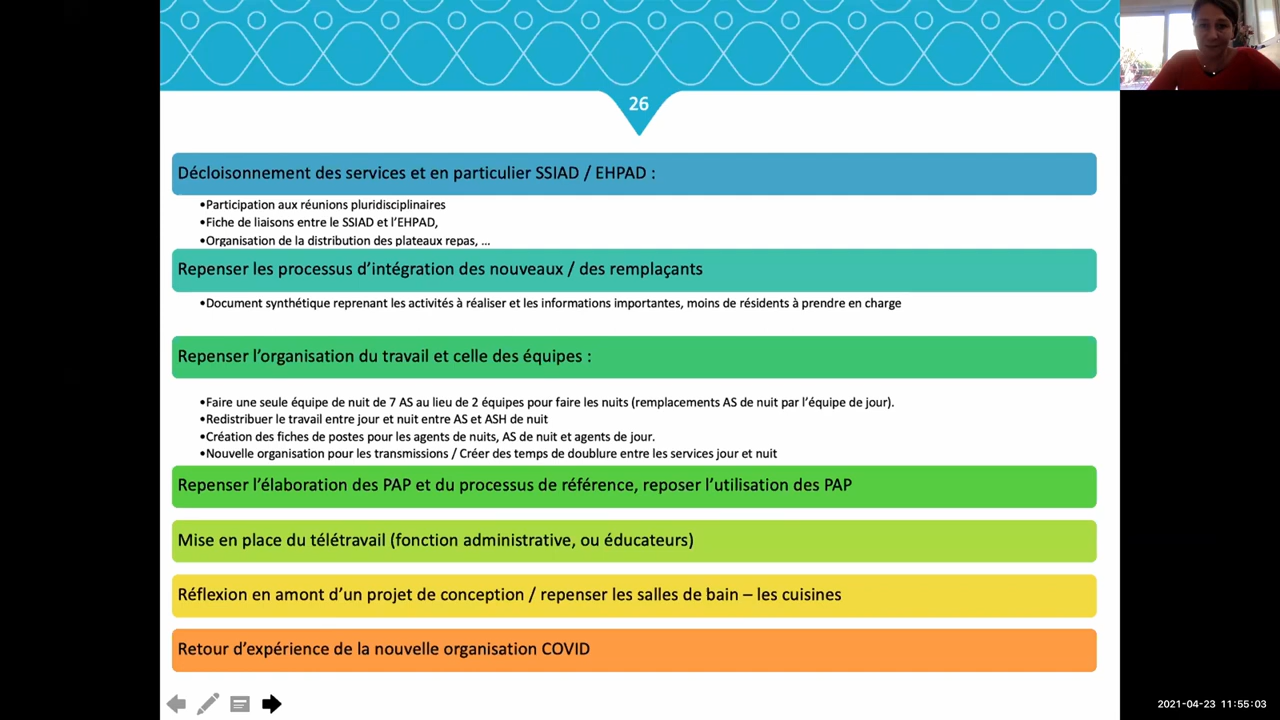 26
Décloisonnement des services et en particulier SSIAD / EHPAD :
•Participation aux réunions pluridisciplinaires
•Fiche de liaisons entre le SSIAD et l’EHPAD,
•Organisation de la distribution des plateaux repas, ...
Repenser les processus d’intégration des nouveaux / des remplaçants
•Document synthétique reprenant les activités à réaliser et les informations importantes, moins de résidents à prendre en charge
Repenser l’organisation du travail et celle des équipes :
•Faire une seule équipe de nuit de 7 AS au lieu de 2 équipes pour faire les nuits (remplacements AS de nuit par l’équipe de jour).
•Redistribuer le travail entre jour et nuit entre AS et ASH de nuit
•Création des fiches de postes pour les agents de nuits, AS de nuit et agents de jour.
•Nouvelle organisation pour les transmissions / Créer des temps de doublure entre les services jour et nuit
Repenser l’élaboration des PAP et du processus de référence, reposer l’utilisation des PAP
Mise en place du télétravail (fonction administrative, ou éducateurs)
Réflexion en amont d’un projet de conception / repenser les salles de bain – les cuisines
Retour d’expérience de la nouvelle organisation COVID
2021-04-23 11:55:03